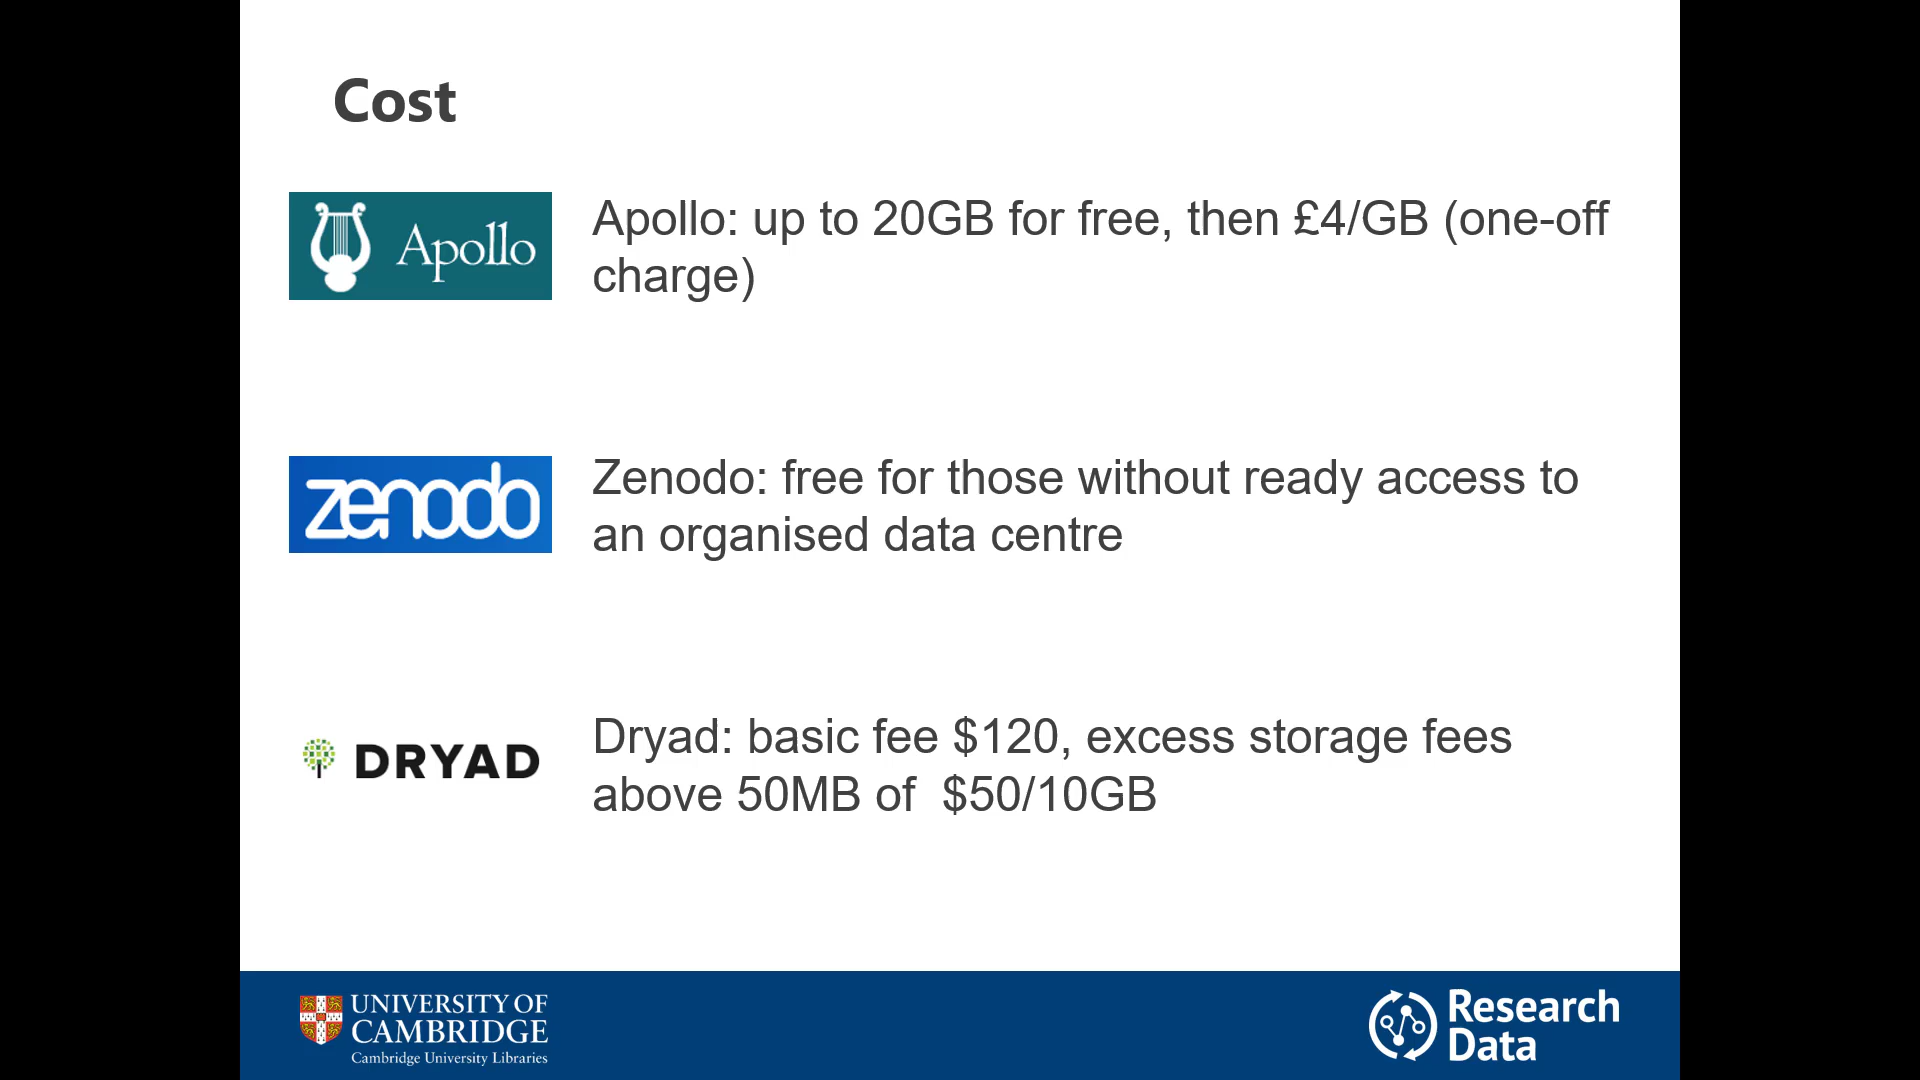 Cost
Apollo
Apollo: up to 20GB for free, then £4/GB (one-off
charge)
zenodo
Zenodo: free for those without ready access to
an organised data centre
DRYAD
Dryad: basic fee $120, excess storage fees
above 50MB of  $50/10GB
UNIVERSITY OF
CAMBRIDGE
Cambridge University Libraries
Research
Data